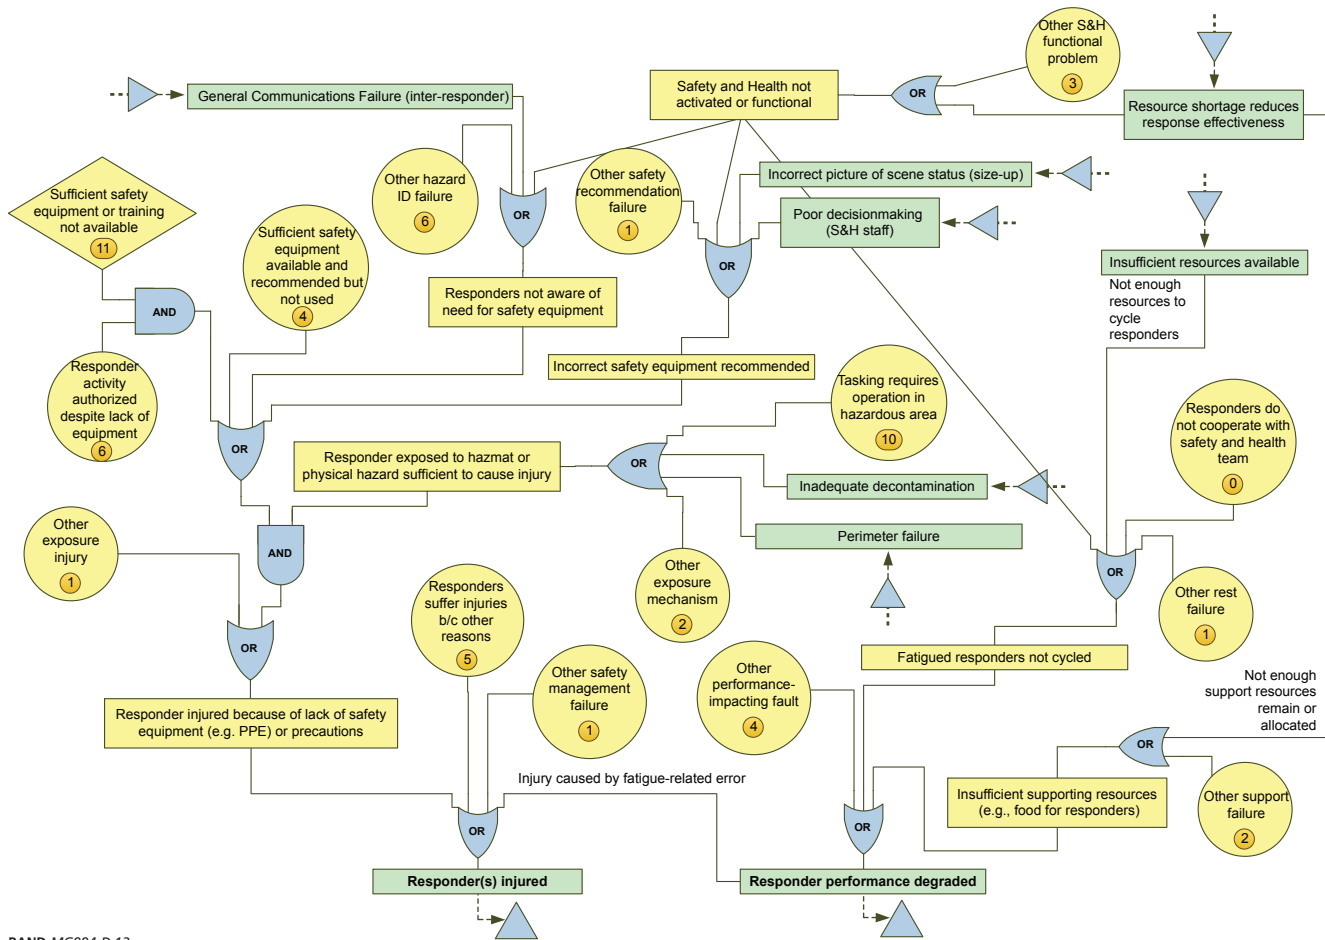 Other S&H
functional
problem
3
General Communications Failure (inter-responder)
Safety and Health not
activated or functional
OR
Resource shortage reduces
response effectiveness
Sufficient safety
equipment or training
not available
11
Other hazard
ID failure
6
OR
Other safety
recommendation
failure
1
Incorrect picture of scene status (size-up)
Poor decisionmaking
(S&H staff)
OR
Sufficient safety
equipment
available and
recommended but
not used
4
Insufficient resources available
Not enough
resources to
cycle
responders
AND
Responders not aware of
need for safety equipment
Responder
activity
authorized
despite lack of
equipment
6
Incorrect safety equipment recommended
Tasking requires
operation in
hazardous area
10
Responders do
not cooperate with
safety and health
team
0
OR
Responder exposed to hazmat or
physical hazard sufficient to cause injury
OR
Inadequate decontamination
Perimeter failure
Other
exposure
injury
1
AND
Other
exposure
mechanism
2
OR
Other rest
failure
1
Responders
suffer injuries
b/c other
reasons
5
OR
Fatigued responders not cycled
Other safety
management
failure
1
Other
performance-
impacting fault
4
Not enough
support resources
remain or
allocated
Responder injured because of lack of safety
equipment (e.g. PPE) or precautions
OR
Injury caused by fatigue-related error
Insufficient supporting resources
(e.g., food for responders)
Other support
failure
2
OR
OR
Responder(s) injured
Responder performance degraded